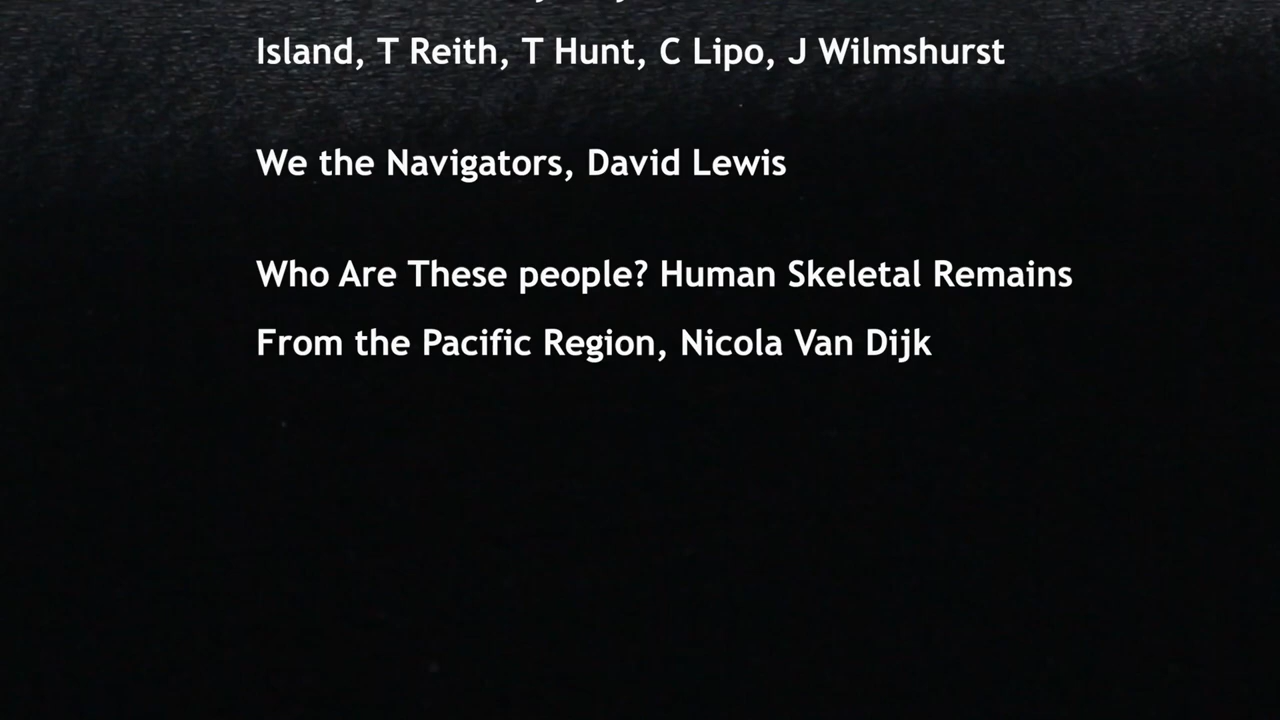 Island, T Reith, T Hunt, C Lipo, J Wilmshurst
We the Navigators, David Lewis
Who Are These people? Human Skeletal Remains
From the Pacific Region, Nicola Van Dijk